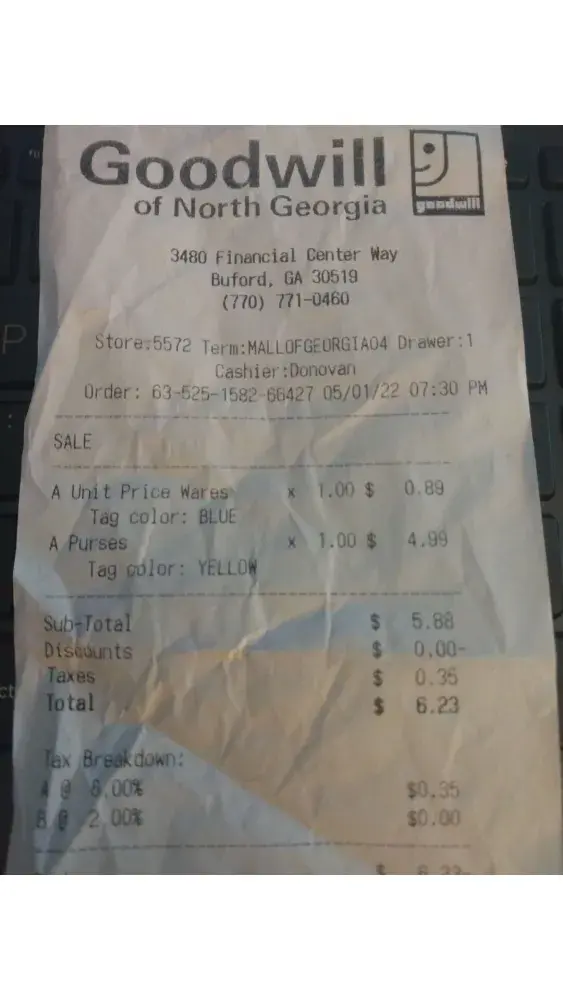 Goodwill
of North Georgia
goodwill
3480 Financial Center Way
Buford, GA 30519
(770) 771-0460
Store:5572 Term:MALLOFGEORGIA04 Drawer:1
Cashier:Donovan
Order: 63-525-1582-66427 05/01/22 07:30 PM
SALE
A Unit Price Wares x 1.00 $ 0.89
Tag color: BLUE
A Purses x 1.00 $ 4.99
Tag color: YELLOW
Sub-Total $ 5.88
Discounts $ 0.00-
Taxes $ 0.35
Total $ 6.23
Tax Breakdown:
A @ 6.00% $0.35
B @ 2.00% $0.00